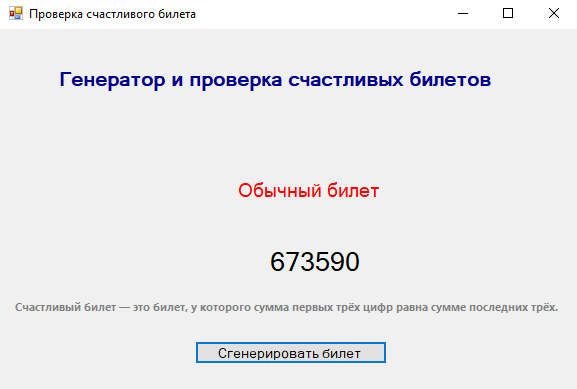 Проверка счастливого билета
Генератор и проверка счастливых билетов
Обычный билет
673590
Счастливый билет — это билет, у которого сумма первых трёх цифр равна сумме последних трёх.
Сгенерировать билет